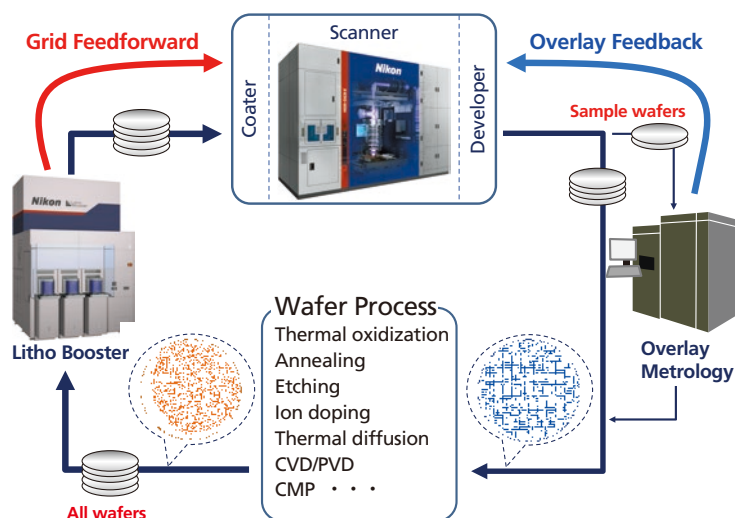 Grid Feedforward
Scanner
Overlay Feedback
Coater
Nikon
Developer
Sample wafers
Nikon
Litho Booster
Wafer Process
Thermal oxidization
Annealing
Etching
Ion doping
Thermal diffusion
CVD/PVD
CMP ・・・
Overlay
Metrology
All wafers